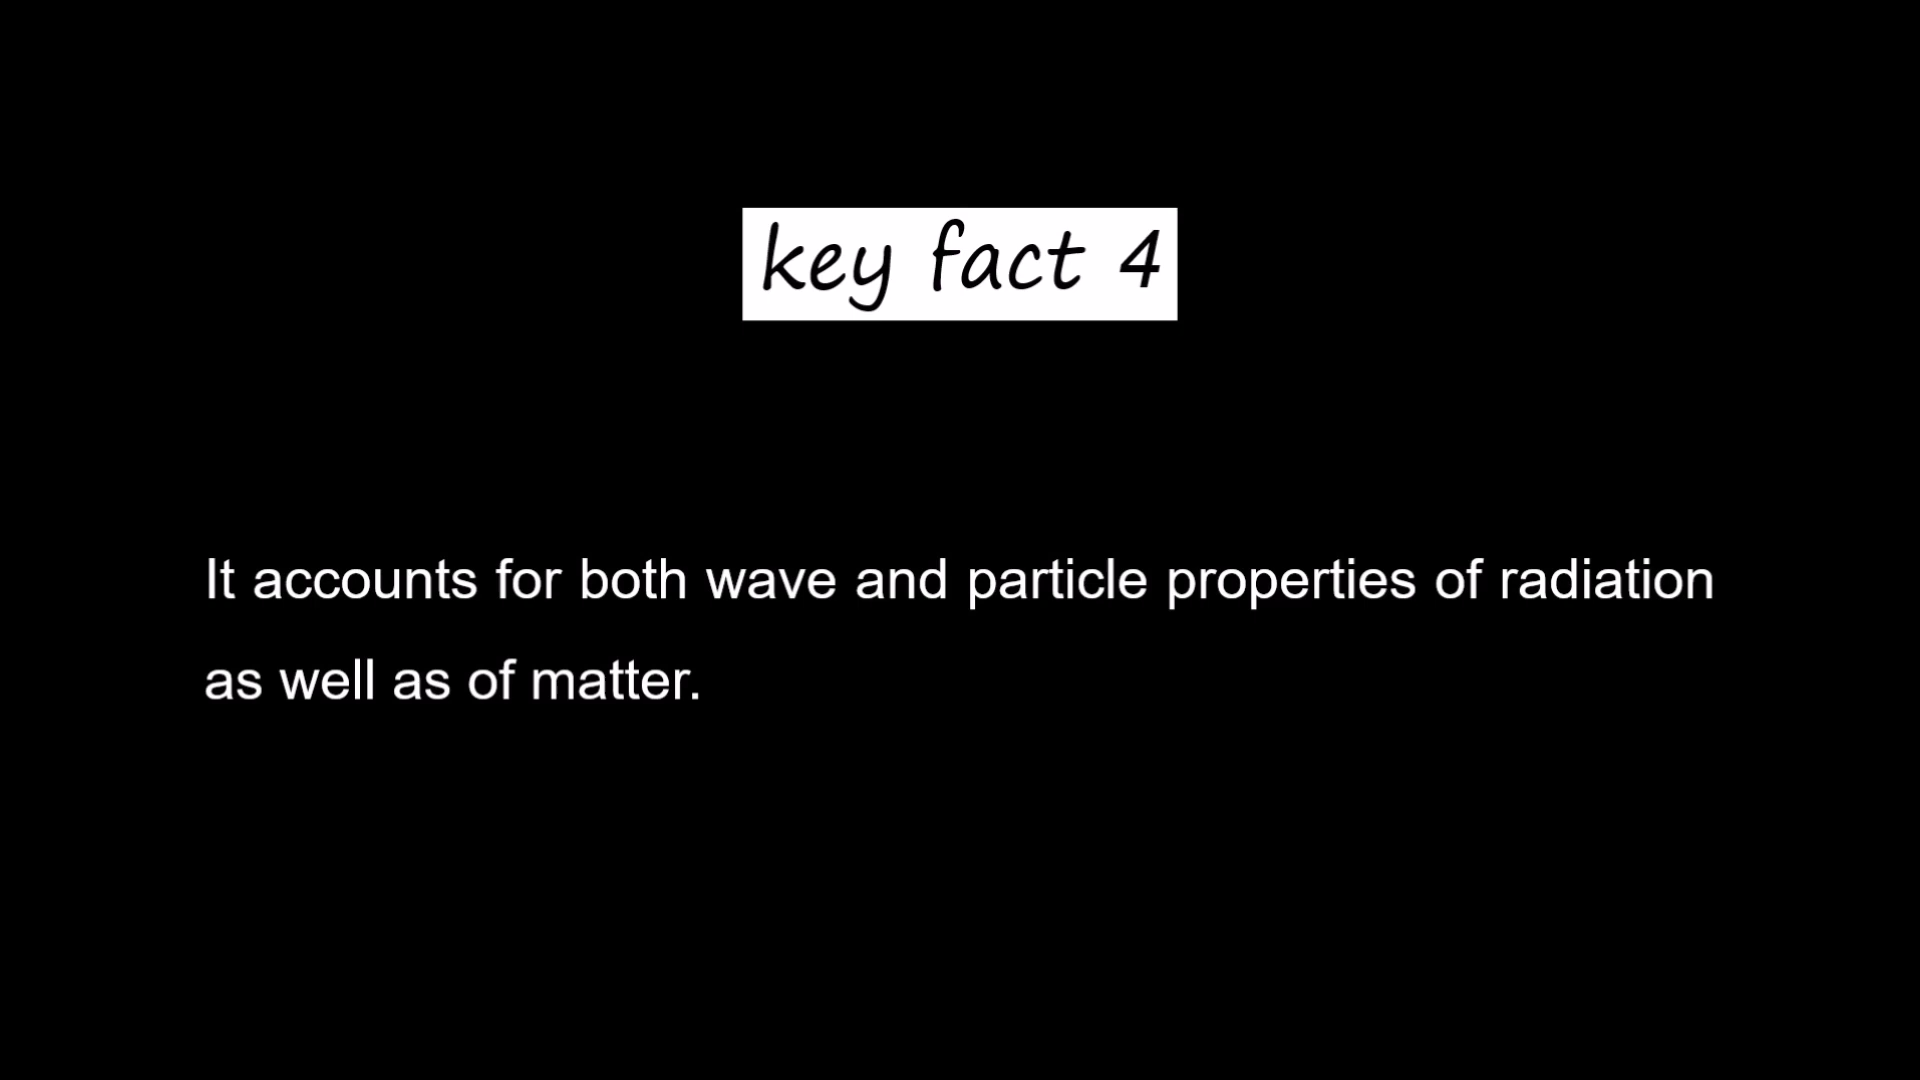 key fact 4
It accounts for both wave and particle properties of radiation
as well as of matter.